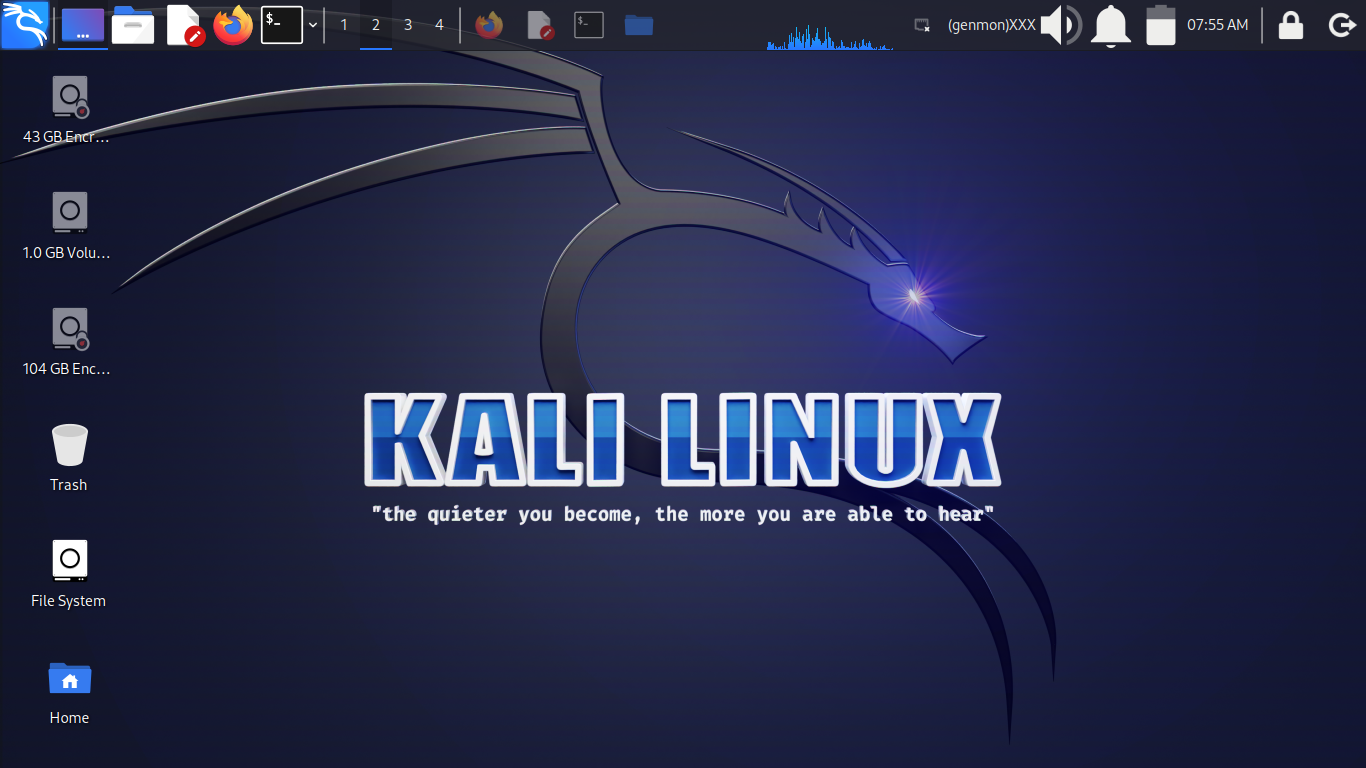 $_
1
2
3
4
$_
(genmon)XXX
07:55 AM
43 GB Encr...
1.0 GB Volu...
104 GB Enc...
Trash
KALI LINUX
"the quieter you become, the more you are able to hear"
File System
Home